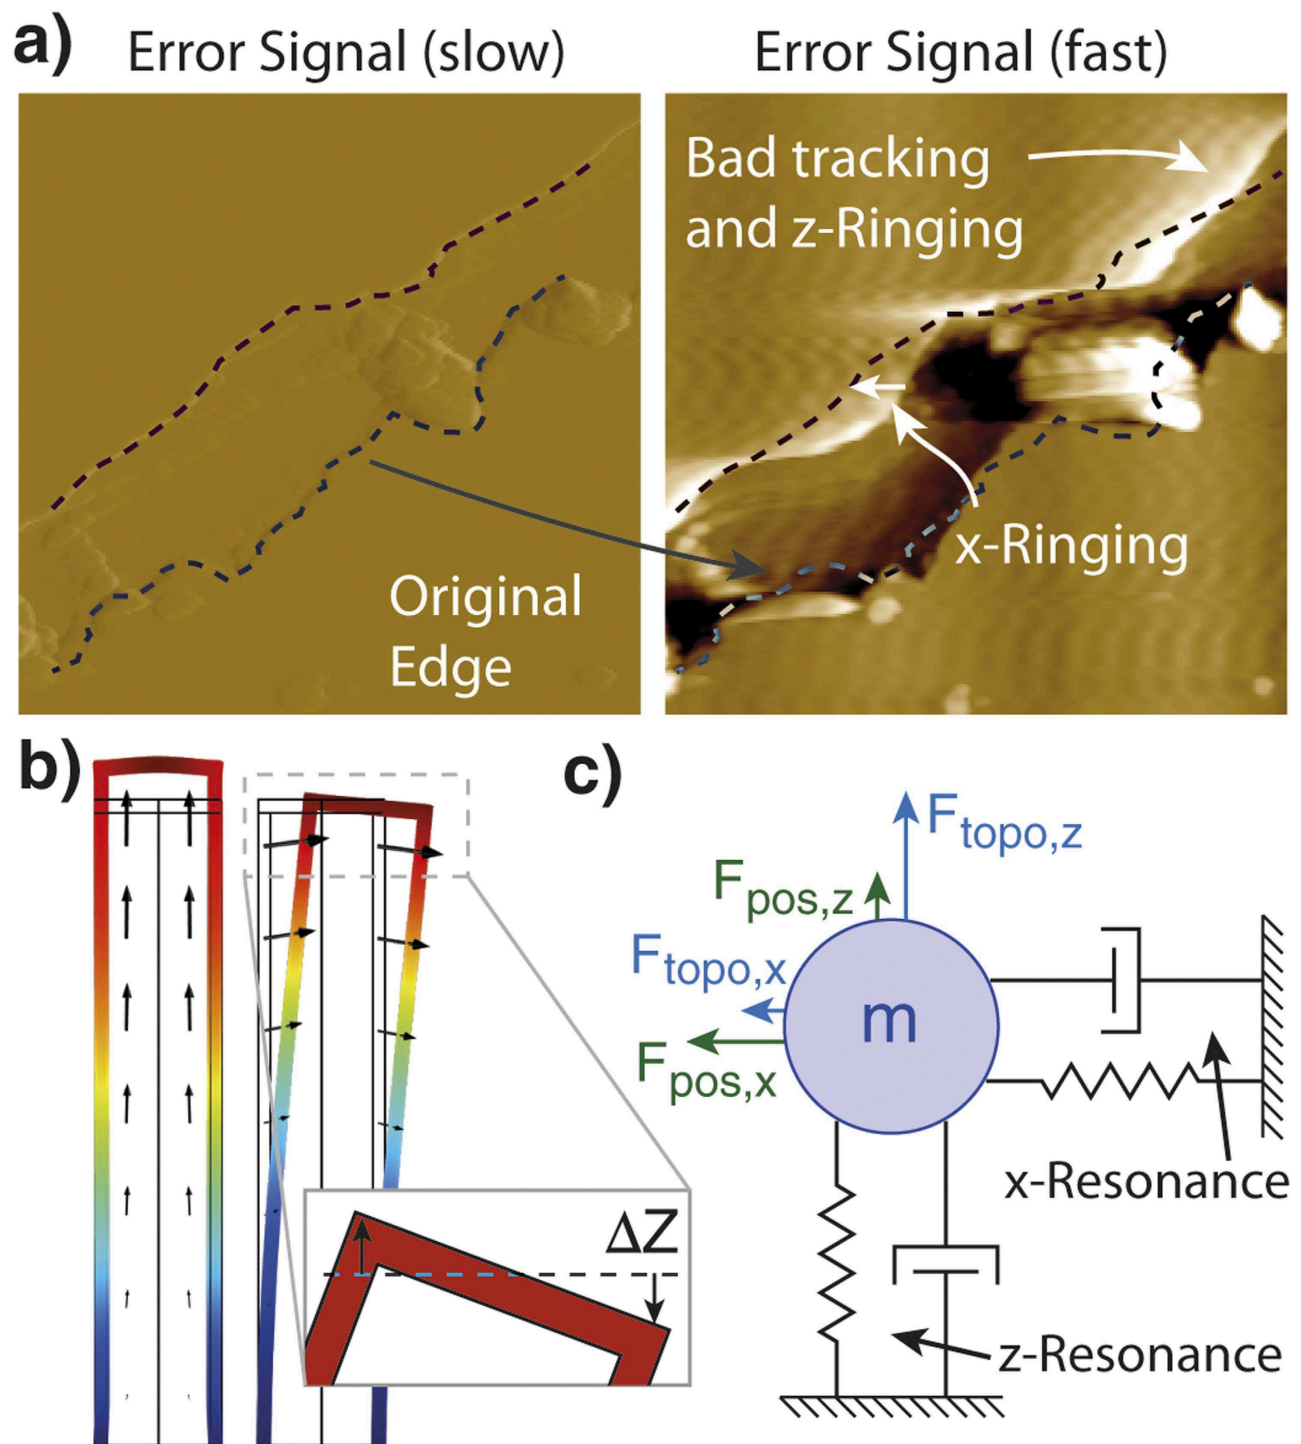 a)
Error Signal (slow)
Error Signal (fast)
Bad tracking
and z-Ringing
x-Ringing
Original
Edge
b)
ΔZ
c)
F topo,z
F pos,z
F topo,x
F pos,x
m
x-Resonance
z-Resonance